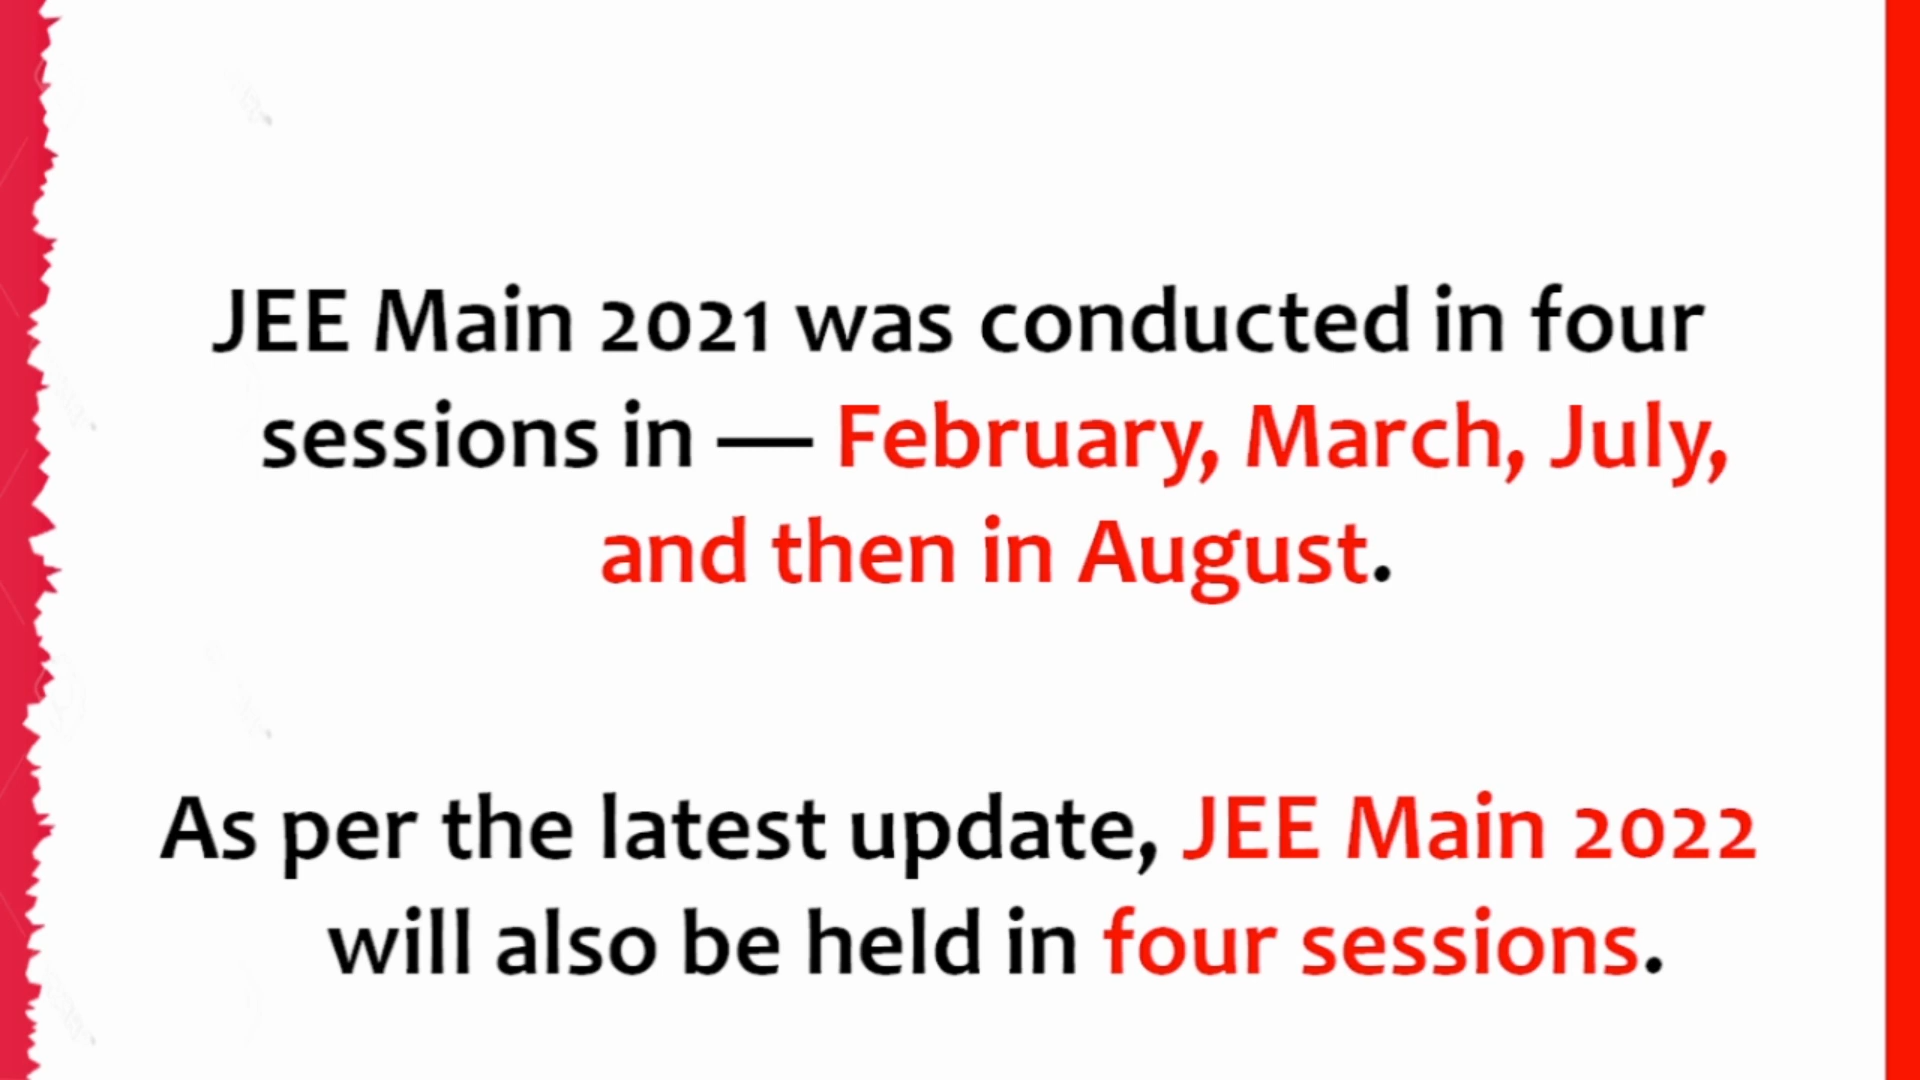 JEE Main 2021 was conducted in four
sessions in — February, March, July,
and then in August.
As per the latest update, JEE Main 2022
will also be held in four sessions.